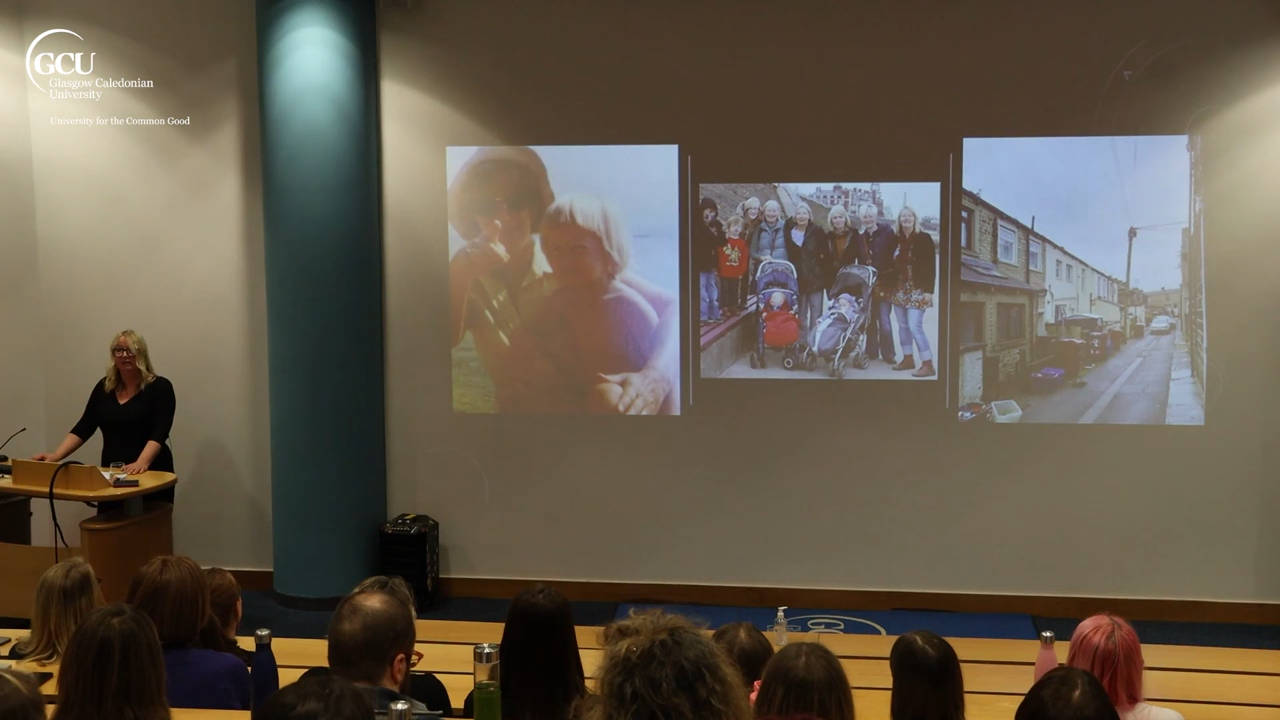 GCU
Glasgow Caledonian
University
University for the Common Good